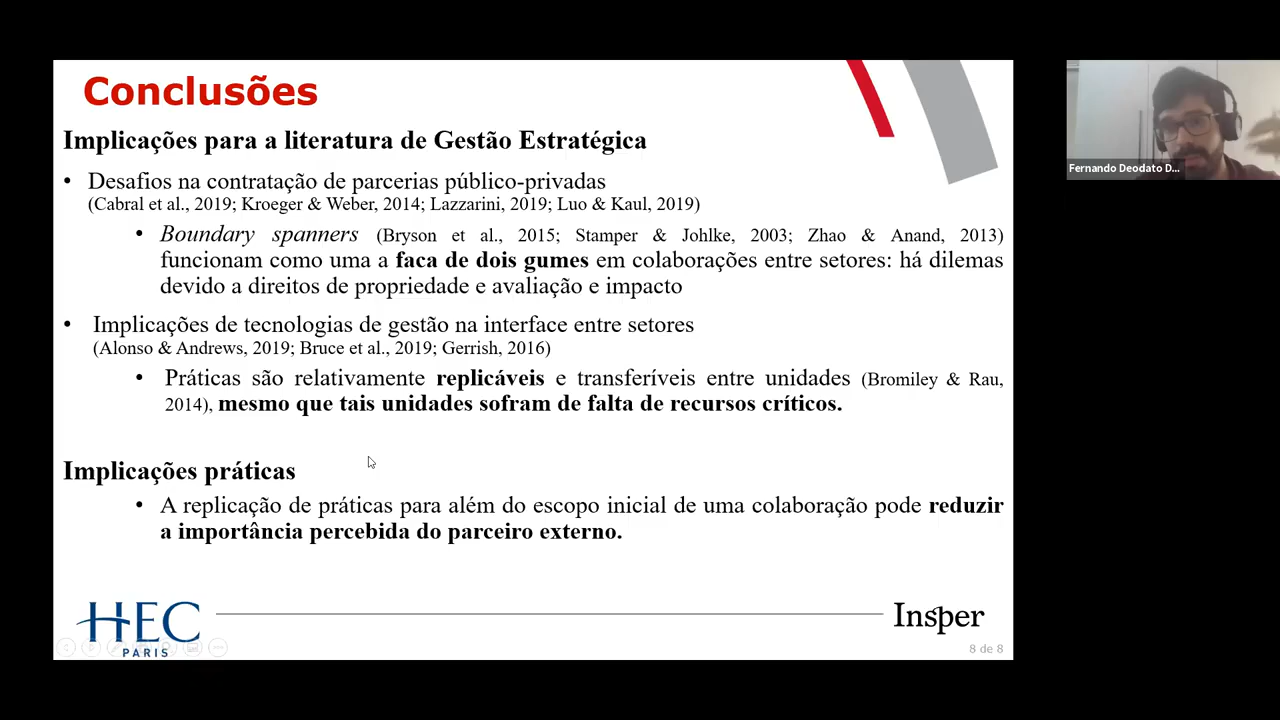 Conclusões
Implicações para a literatura de Gestão Estratégica
• Desafios na contratação de parcerias público-privadas
(Cabral et al., 2019; Kroeger & Weber, 2014; Lazzarini, 2019; Luo & Kaul, 2019)
• Boundary spanners (Bryson et al., 2015; Stamper & Johlke, 2003; Zhao & Anand, 2013)
funcionam como uma a faca de dois gumes em colaborações entre setores: há dilemas
devido a direitos de propriedade e avaliação e impacto
• Implicações de tecnologias de gestão na interface entre setores
(Alonso & Andrews, 2019; Bruce et al., 2019; Gerrish, 2016)
• Práticas são relativamente replicáveis e transferíveis entre unidades (Bromiley & Rau,
2014), mesmo que tais unidades sofram de falta de recursos críticos.
Implicações práticas
• A replicação de práticas para além do escopo inicial de uma colaboração pode reduzir
a importância percebida do parceiro externo.
HEC
PARIS
Insper
8 de 8
Fernando Deodato D...